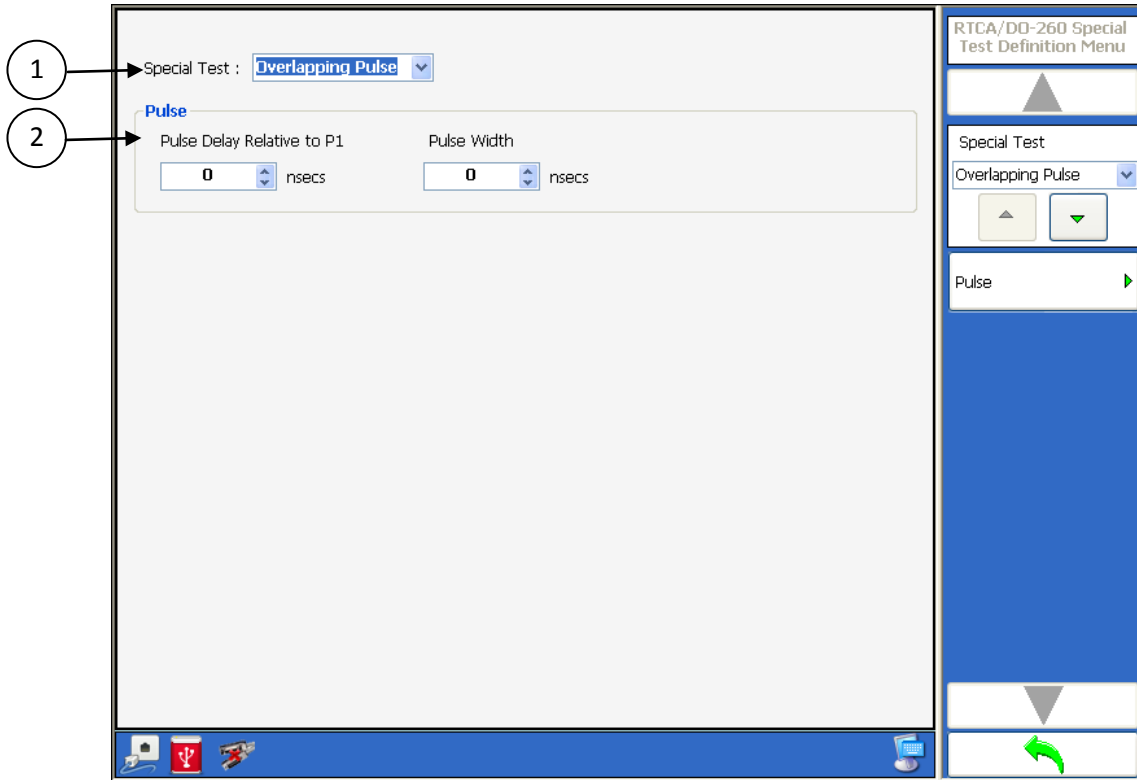 1
Special Test : Overlapping Pulse
2
Pulse
Pulse Delay Relative to P1 Pulse Width
0 nsecs 0 nsecs
RTCA/DO-260 Special
Test Definition Menu
Special Test
Overlapping Pulse
Pulse